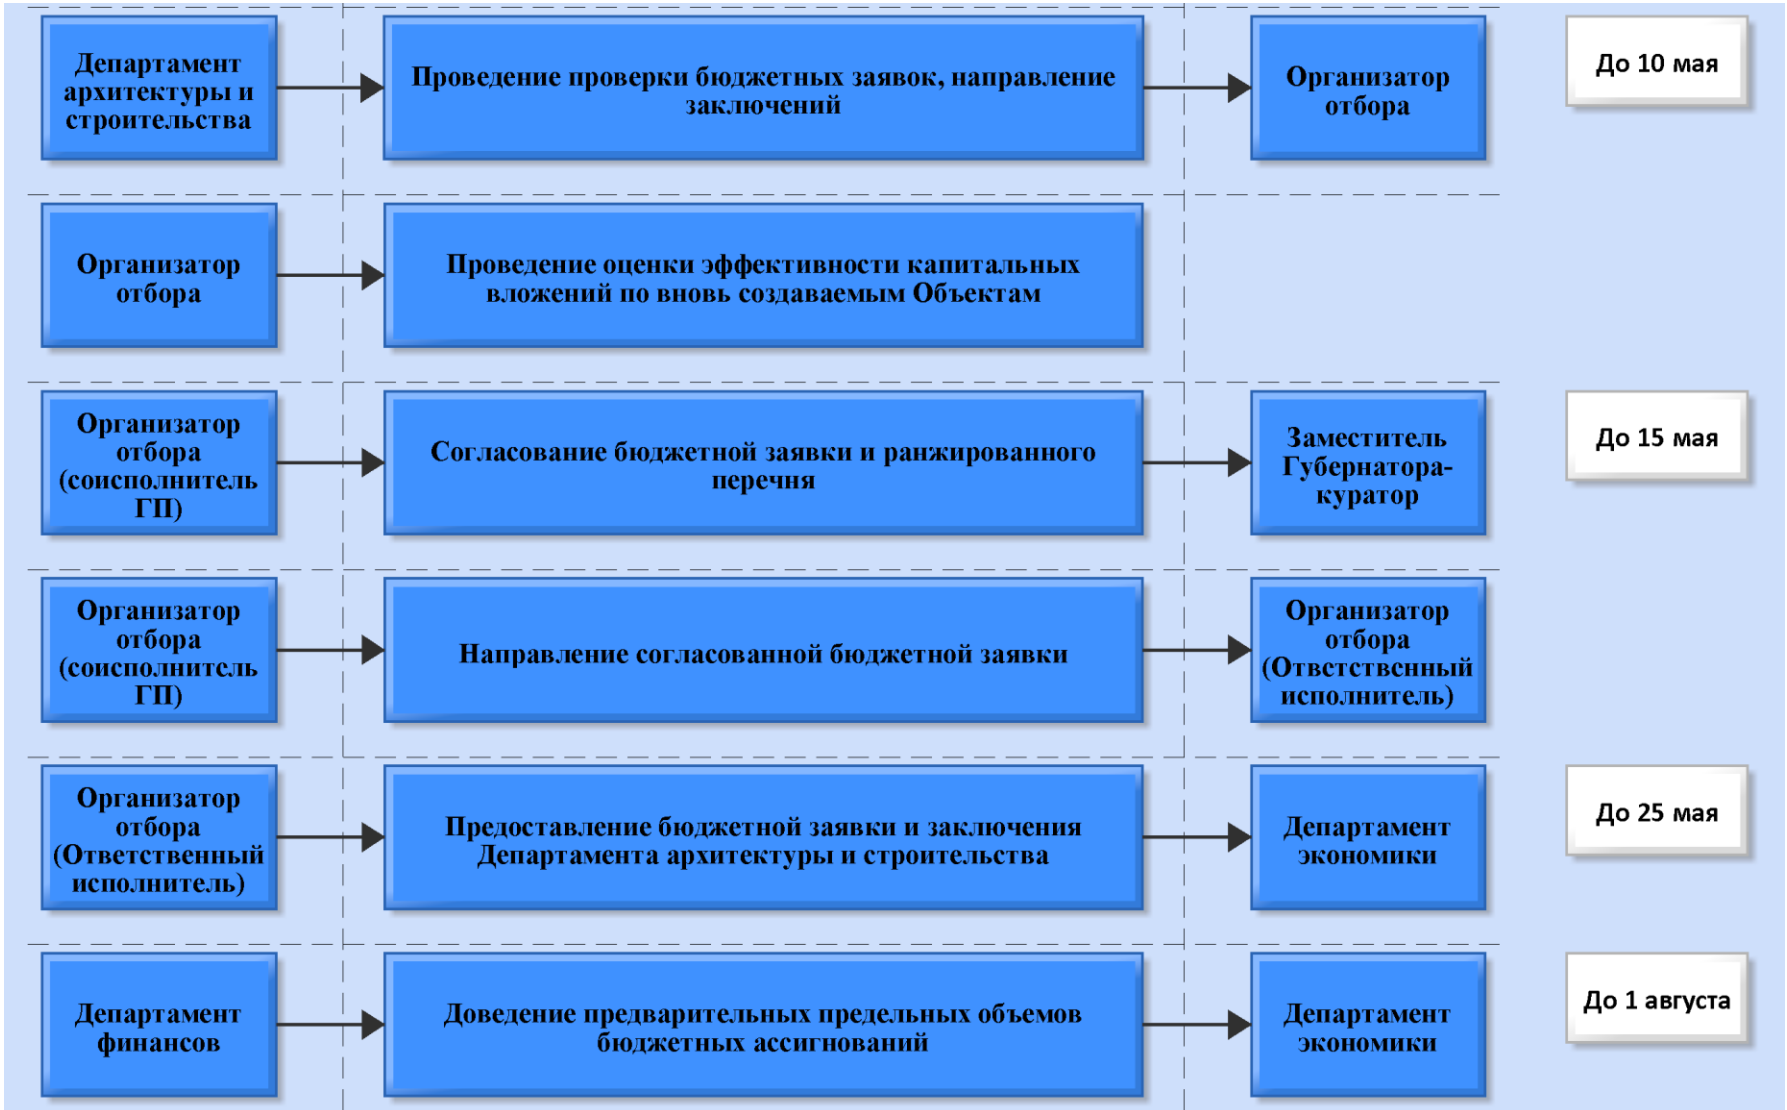 Департамент
архитектуры и
строительства
Проведение проверки бюджетных заявок, направление
заключений
Организатор
отбора
До 10 мая
Организатор
отбора
Проведение оценки эффективности капитальных
вложений по вновь создаваемым Объектам
Организатор
отбора
(соисполнитель
ГП)
Согласование бюджетной заявки и ранжированного
перечня
Заместитель
Губернатора-
куратор
До 15 мая
Организатор
отбора
(соисполнитель
ГП)
Направление согласованной бюджетной заявки
Организатор
отбора
(Ответственный
исполнитель)
Организатор
отбора
(Ответственный
исполнитель)
Предоставление бюджетной заявки и заключения
Департамента архитектуры и строительства
Департамент
экономики
До 25 мая
Департамент
финансов
Доведение предварительных предельных объемов
бюджетных ассигнований
Департамент
экономики
До 1 августа